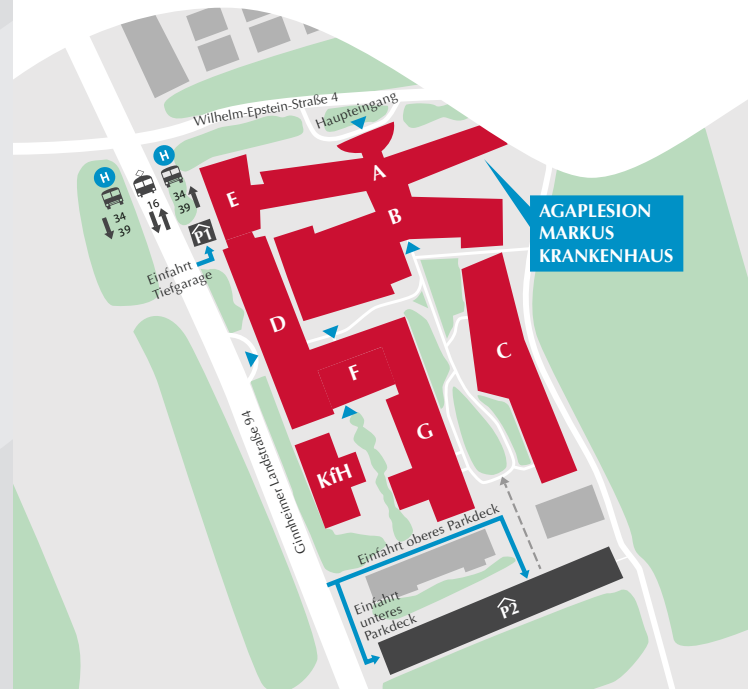 Wilhelm-Epstein-Straße 4
Haupteingang
H
H
16
34
39
34
39
P1
Einfahrt
Tiefgarage
A
E
B
AGAPLESION
MARKUS
KRANKENHAUS
D
C
F
G
KfH
Ginnheimer Landstraße 94
Einfahrt oberes Parkdeck
Einfahrt
unteres
Parkdeck
P2